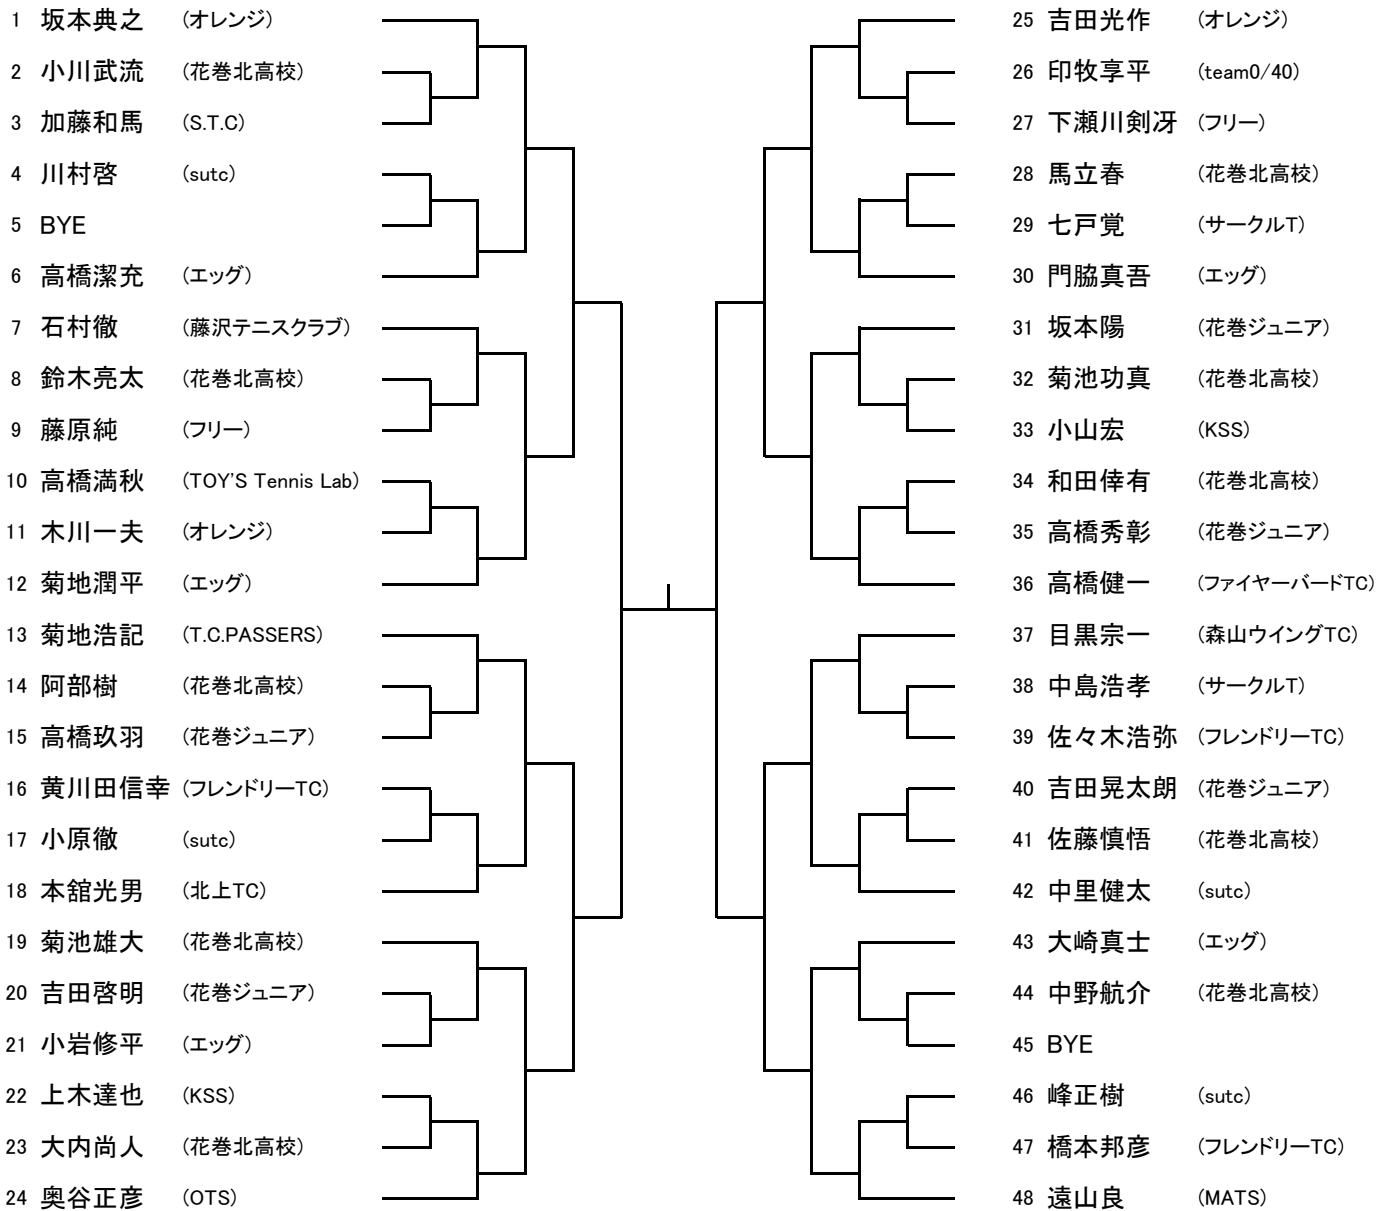 1 坂本典之 (オレンジ)
2 小川武流 (花巻北高校)
3 加藤和馬 (S.T.C)
4 川村啓 (sutc)
5 BYE
6 高橋潔充 (エッグ)
7 石村徹 (藤沢テニスクラブ)
8 鈴木亮太 (花巻北高校)
9 藤原純 (フリー)
10 高橋満秋 (TOY'S Tennis Lab)
11 木川一夫 (オレンジ)
12 菊地潤平 (エッグ)
13 菊地浩記 (T.C.PASSERS)
14 阿部樹 (花巻北高校)
15 高橋玖羽 (花巻ジュニア)
16 黄川田信幸 (フレンドリーTC)
17 小原徹 (sutc)
18 本舘光男 (北上TC)
19 菊池雄大 (花巻北高校)
20 吉田啓明 (花巻ジュニア)
21 小岩修平 (エッグ)
22 上木達也 (KSS)
23 大内尚人 (花巻北高校)
24 奥谷正彦 (OTS)
25 吉田光作 (オレンジ)
26 印牧享平 (team0/40)
27 下瀬川剣冴 (フリー)
28 馬立春 (花巻北高校)
29 七戸覚 (サークルT)
30 門脇真吾 (エッグ)
31 坂本陽 (花巻ジュニア)
32 菊池功真 (花巻北高校)
33 小山宏 (KSS)
34 和田倖有 (花巻北高校)
35 高橋秀彰 (花巻ジュニア)
36 高橋健一 (ファイヤーバードTC)
37 目黒宗一 (森山ウイングTC)
38 中島浩孝 (サークルT)
39 佐々木浩弥 (フレンドリーTC)
40 吉田晃太朗 (花巻ジュニア)
41 佐藤慎悟 (花巻北高校)
42 中里健太 (sutc)
43 大崎真士 (エッグ)
44 中野航介 (花巻北高校)
45 BYE
46 峰正樹 (sutc)
47 橋本邦彦 (フレンドリーTC)
48 遠山良 (MATS)